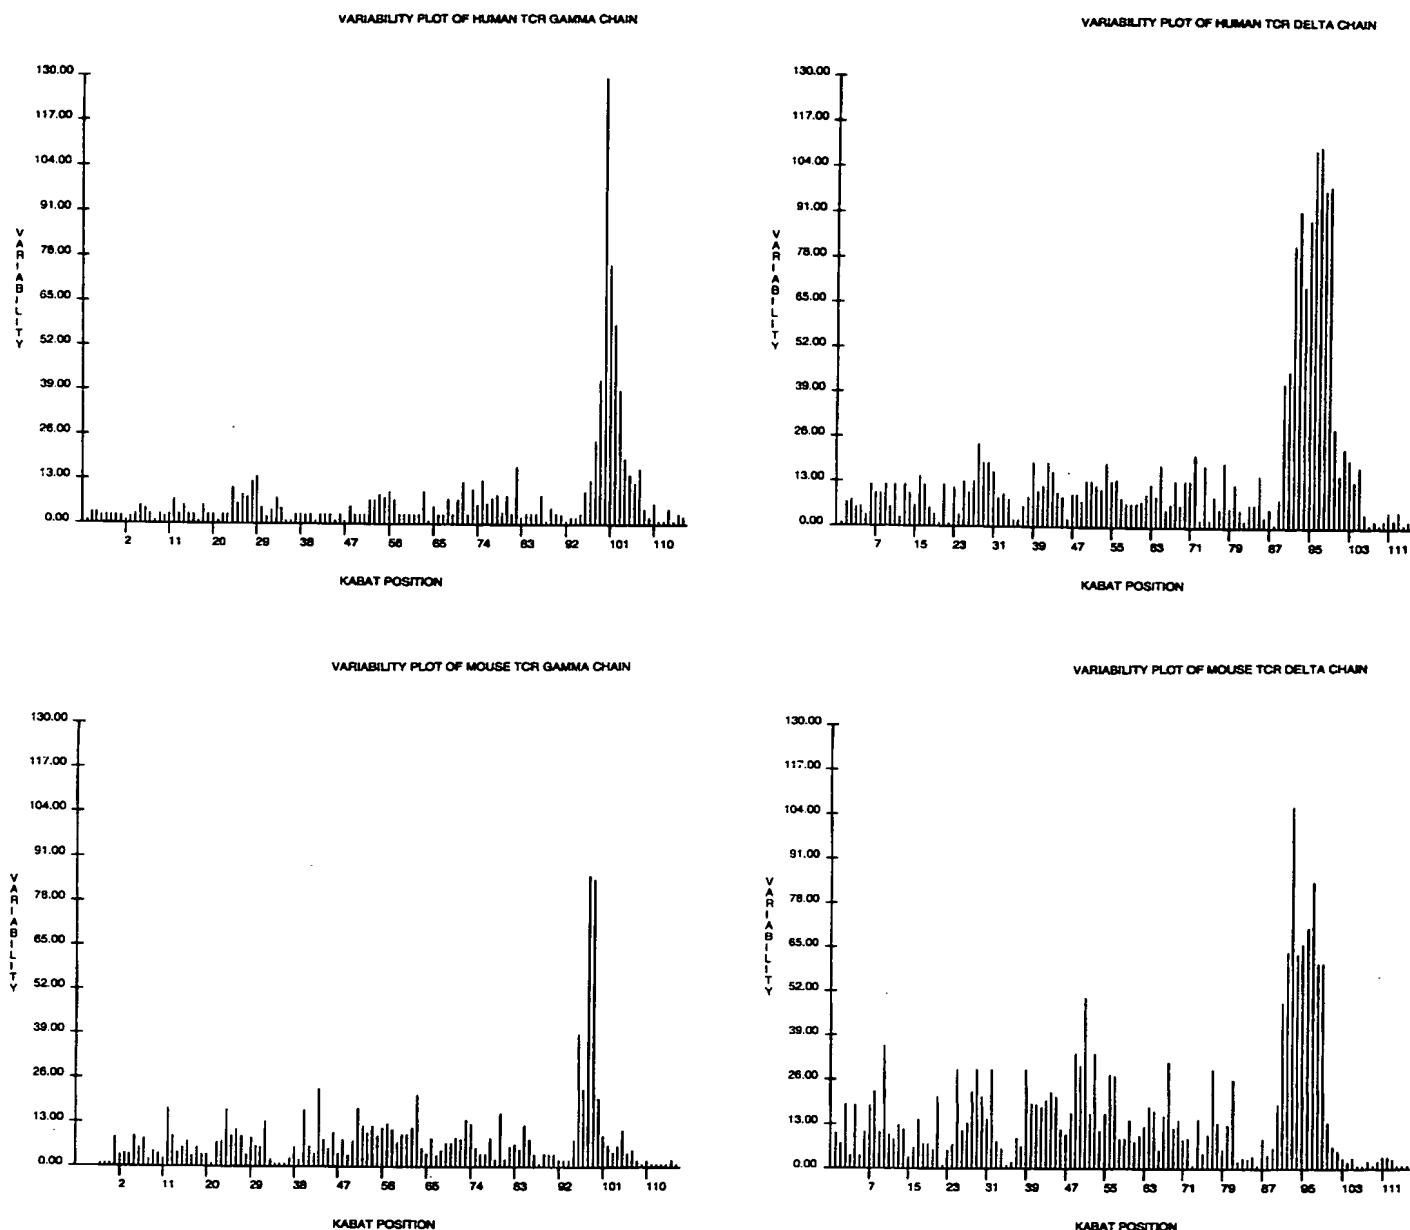 VARIABILITY PLOT OF HUMAN TCR GAMMA CHAIN
130.00
117.00
104.00
91.00
78.00
65.00
52.00
39.00
26.00
13.00
0.00
VARIABILITY
2 11 20 29 38 47 56 65 74 83 92 101 110
KABAT POSITION
VARIABILITY PLOT OF HUMAN TCR DELTA CHAIN
130.00
117.00
104.00
91.00
78.00
65.00
52.00
39.00
26.00
13.00
0.00
VARIABILITY
7 15 23 31 39 47 55 63 71 79 87 95 103 111
KABAT POSITION
VARIABILITY PLOT OF MOUSE TCR GAMMA CHAIN
130.00
117.00
104.00
91.00
78.00
65.00
52.00
39.00
26.00
13.00
0.00
VARIABILITY
2 11 20 29 38 47 56 65 74 83 92 101 110
KABAT POSITION
VARIABILITY PLOT OF MOUSE TCR DELTA CHAIN
130.00
117.00
104.00
91.00
78.00
65.00
52.00
39.00
26.00
13.00
0.00
VARIABILITY
7 15 23 31 39 47 55 63 71 79 87 95 103 111
KABAT POSITION